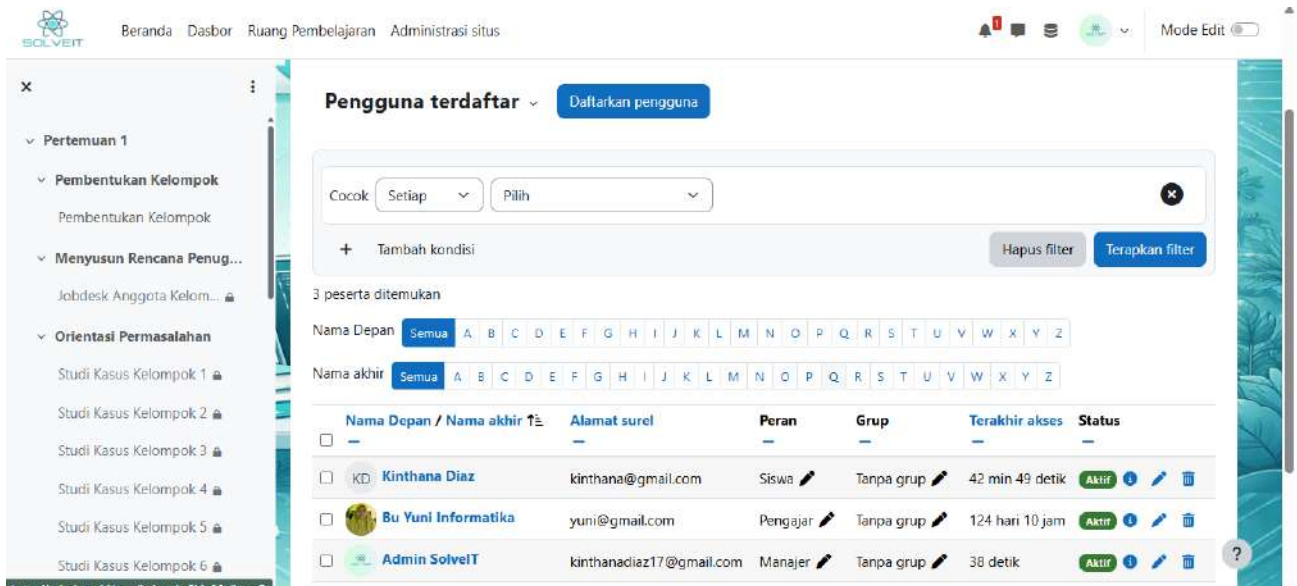 SOLVEIT
Beranda Dasbor Ruang Pembelajaran Administrasi situs
1
Mode Edit
Pertemuan 1
Pembentukan Kelompok
Pembentukan Kelompok
Menyusun Rencana Penug...
Jobdesk Anggota Kelom...
Orientasi Permasalahan
Studi Kasus Kelompok 1
Studi Kasus Kelompok 2
Studi Kasus Kelompok 3
Studi Kasus Kelompok 4
Studi Kasus Kelompok 5
Studi Kasus Kelompok 6
Pengguna terdaftar
Daftarkan pengguna
Cocok Setiap Pilih
+ Tambah kondisi
Hapus filter Terapkan filter
3 peserta ditemukan
Nama Depan Semua A B C D E F G H I J K L M N O P Q R S T U V W X Y Z
Nama akhir Semua A B C D E F G H I J K L M N O P Q R S T U V W X Y Z
Nama Depan / Nama akhir Alamat surel Peran Grup Terakhir akses Status
KD Kinthana Diaz kinthana@gmail.com Siswa Tanpa grup 42 min 49 detik Aktif
Bu Yuni Informatika yuni@gmail.com Pengajar Tanpa grup 124 hari 10 jam Aktif
Admin SolveIT kinthanadiaz17@gmail.com Manajer Tanpa grup 38 detik Aktif
?